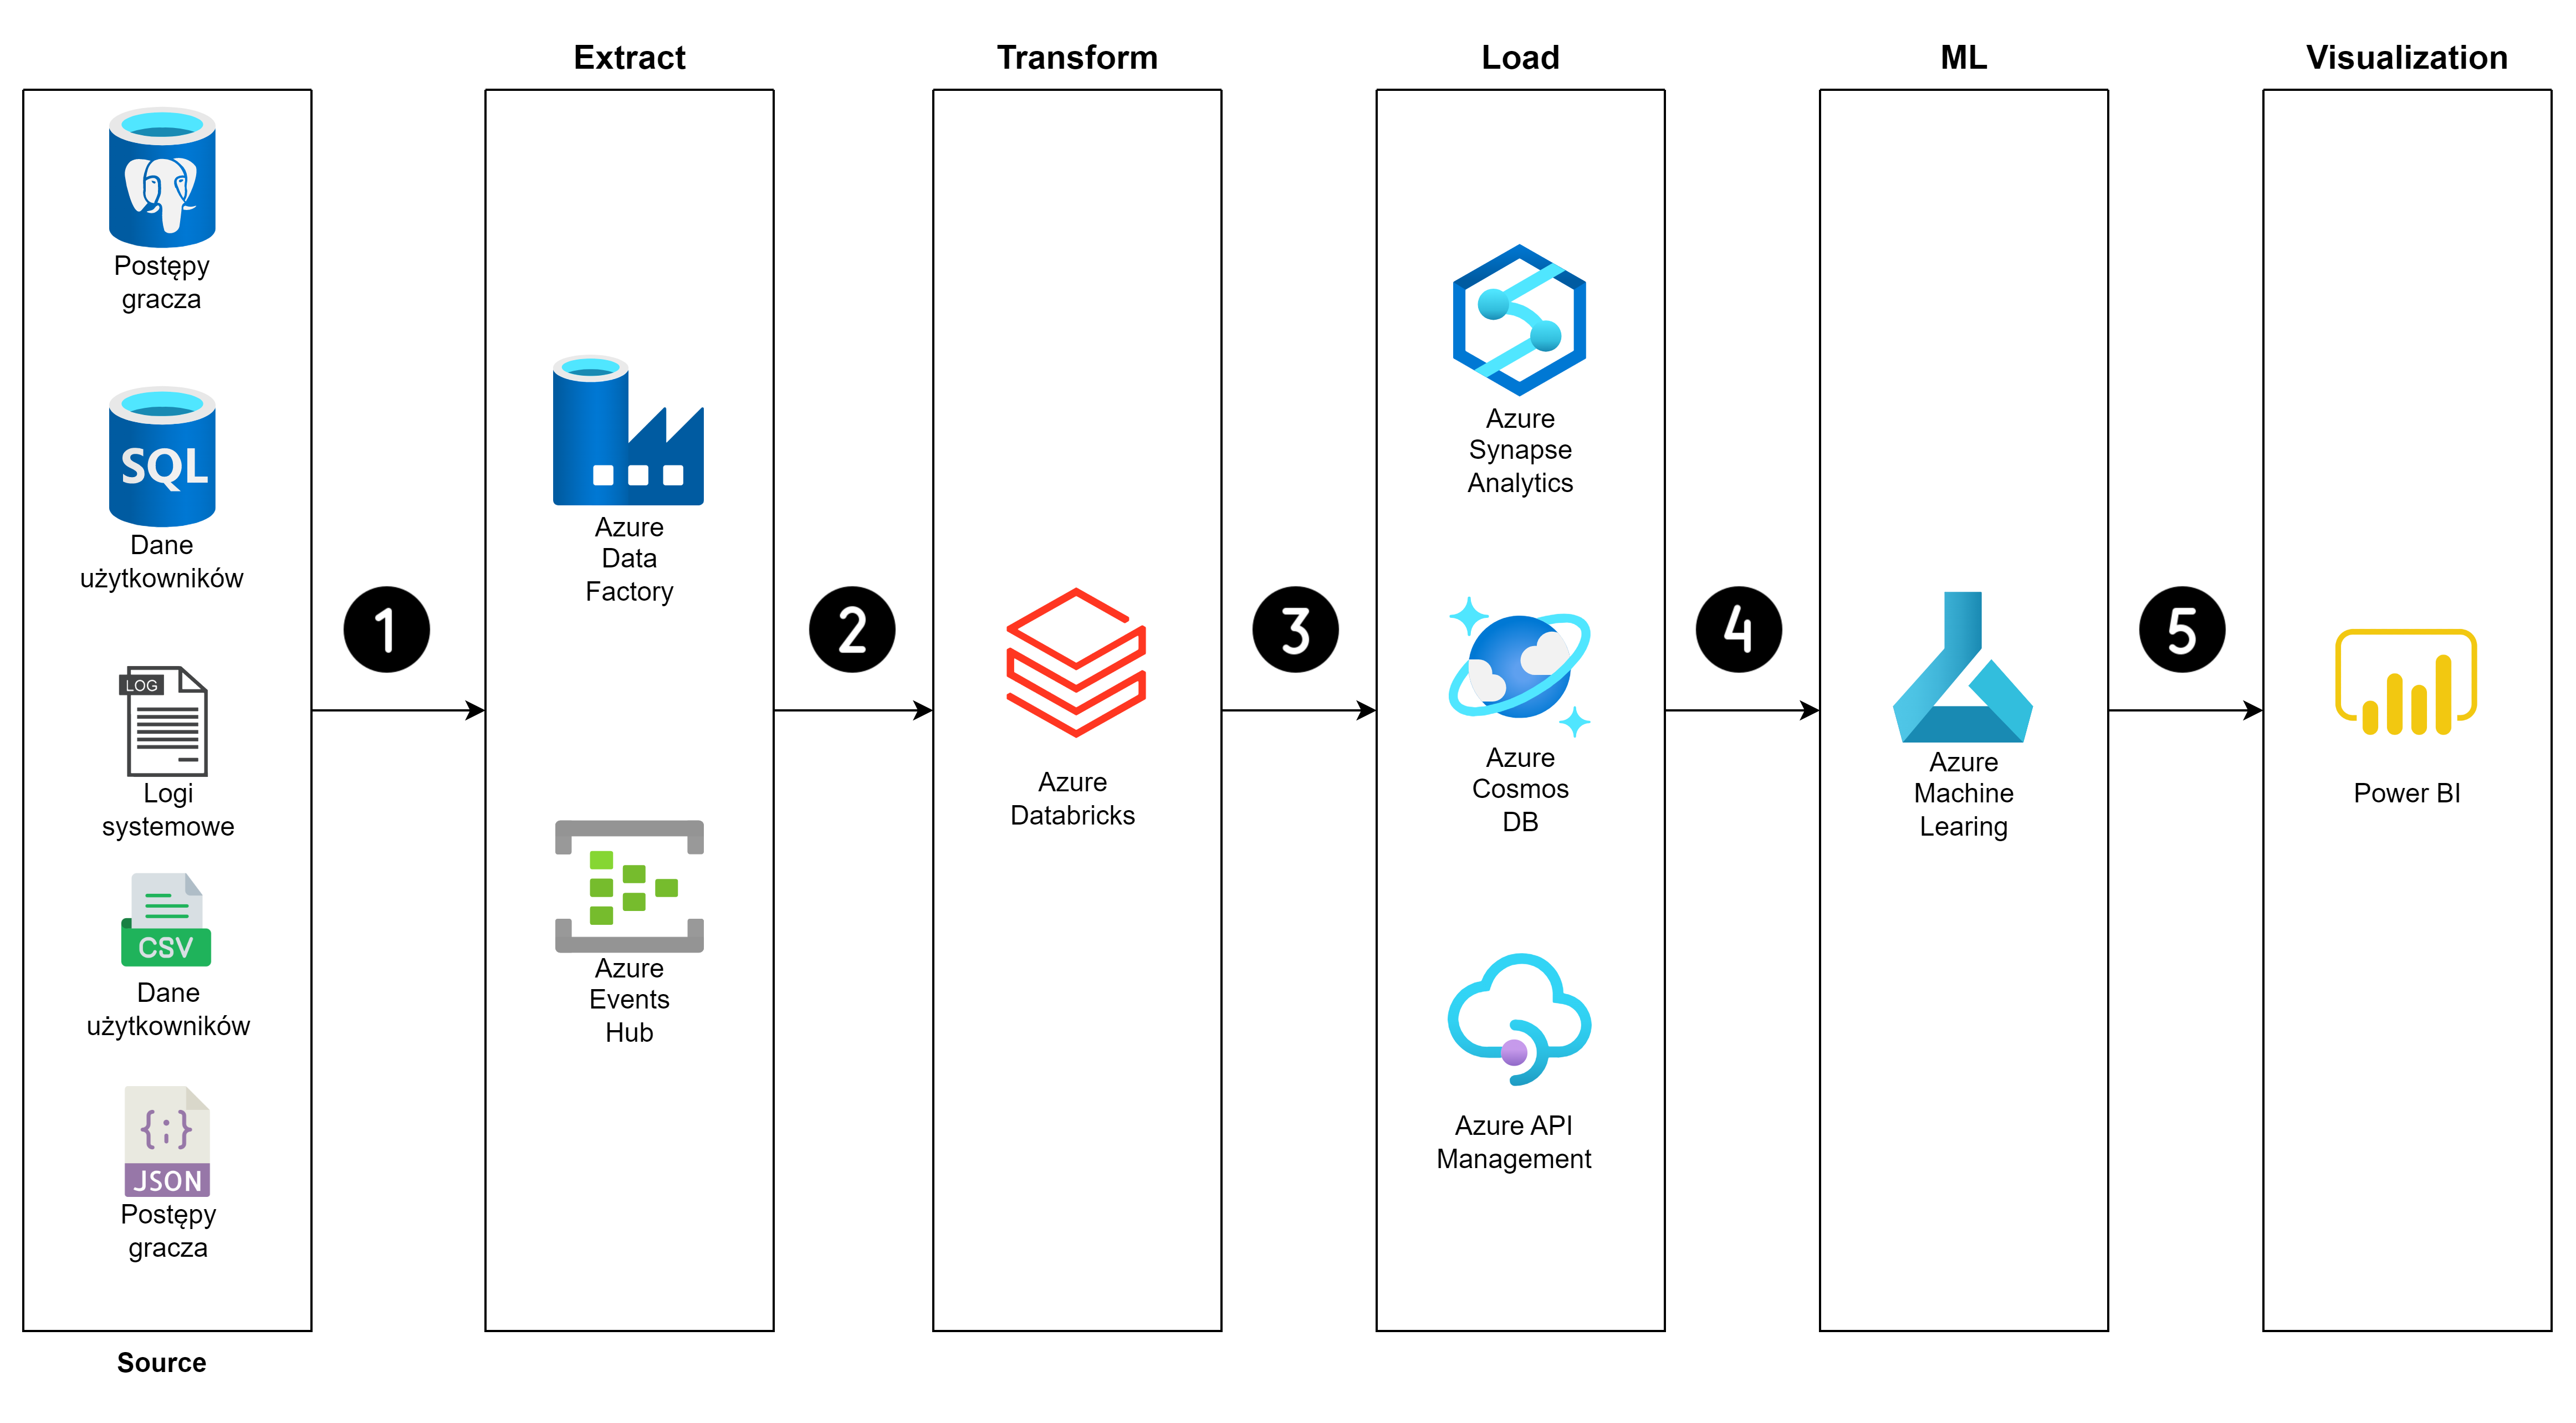 Extract
Transform
Load
ML
Visualization
Postępy
gracza
SQL
Dane
użytkowników
LOG
Logi
systemowe
CSV
Dane
użytkowników
{;}
JSON
Postępy
gracza
Source
1
Azure
Data
Factory
Azure
Events
Hub
2
Azure
Databricks
3
Azure
Synapse
Analytics
Azure
Cosmos
DB
Azure API
Management
4
Azure
Machine
Learing
5
Power BI